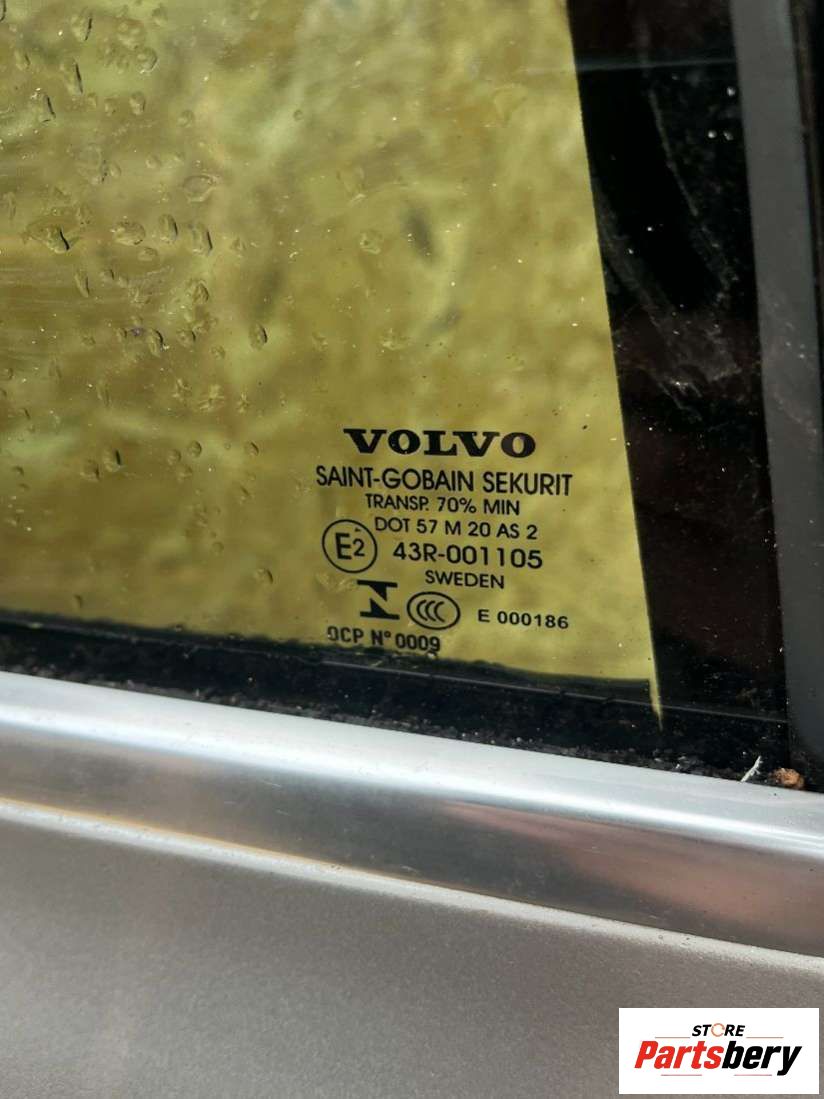 VOLVO
SAINT-GOBAIN SEKURIT
TRANSP. 70% MIN
DOT 57 M 20 AS 2
E2 43R-001105
SWEDEN
CCC E 000186
OCP N° 0009
STORE
Partsbery